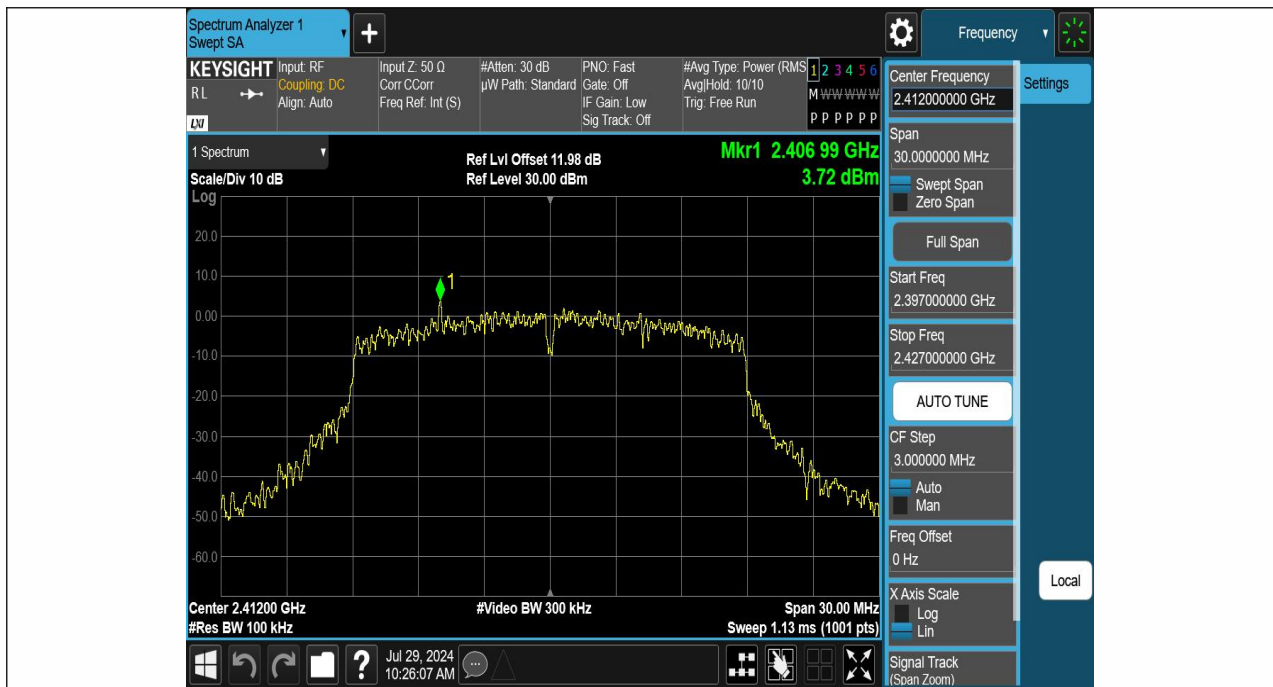 Spectrum Analyzer 1
Swept SA
+
Frequency
KEYSIGHT
RL
LXI
Input: RF
Coupling: DC
Align: Auto
Input Z: 50 Ω
Corr CCorr
Freq Ref: Int (S)
#Atten: 30 dB
µW Path: Standard
PNO: Fast
Gate: Off
IF Gain: Low
Sig Track: Off
#Avg Type: Power (RMS
Avg|Hold: 10/10
Trig: Free Run
1 2 3 4 5 6
M W W W W W
P P P P P P
1 Spectrum
Scale/Div 10 dB
Ref Lvl Offset 11.98 dB
Ref Level 30.00 dBm
Mkr1 2.406 99 GHz
3.72 dBm
Log
20.0
10.0
0.00
-10.0
-20.0
-30.0
-40.0
-50.0
-60.0
1
Center 2.41200 GHz
#Res BW 100 kHz
#Video BW 300 kHz
Span 30.00 MHz
Sweep 1.13 ms (1001 pts)
Center Frequency
2.412000000 GHz
Span
30.0000000 MHz
Swept Span
Zero Span
Full Span
Start Freq
2.397000000 GHz
Stop Freq
2.427000000 GHz
AUTO TUNE
CF Step
3.000000 MHz
Auto
Man
Freq Offset
0 Hz
X Axis Scale
Log
Lin
Signal Track
(Span Zoom)
Settings
Local
?
Jul 29, 2024
10:26:07 AM